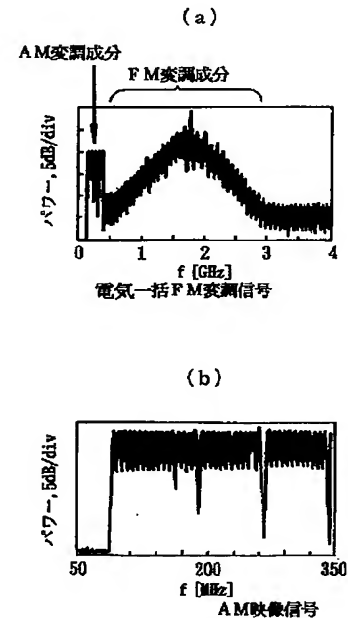 (a)
AM変調成分
FM変調成分
パワー, 5dB/div
0 1 2 3 4
f [GHz]
電気一括FM変調信号
(b)
パワー, 5dB/div
50 200 350
f [MHz]
AM映像信号